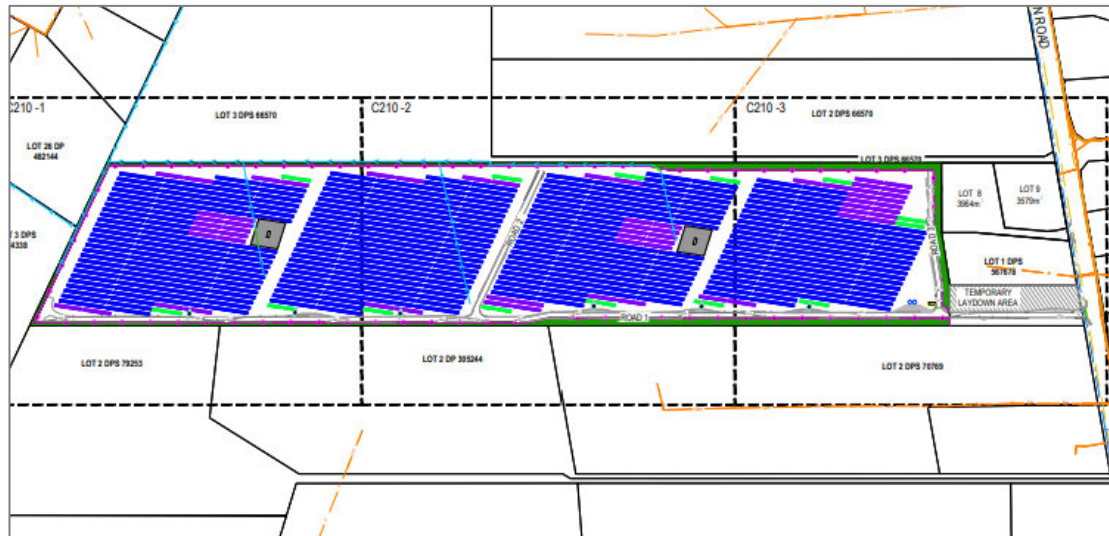 N ROAD
C210 -1
C210 -2
C210 -3
LOT 3 DPS 66570
LOT 2 DPS 66570
LOT 26 DP
482144
LOT 3 DPS 66570
LOT 8
3964m²
LOT 9
3579m²
T 3 DPS
4338
ROAD 2
ROAD 3
LOT 1 DPS
567678
TEMPORARY
LAYDOWN AREA
ROAD 1
LOT 2 DPS 79253
LOT 2 DP 305244
LOT 2 DPS 70769